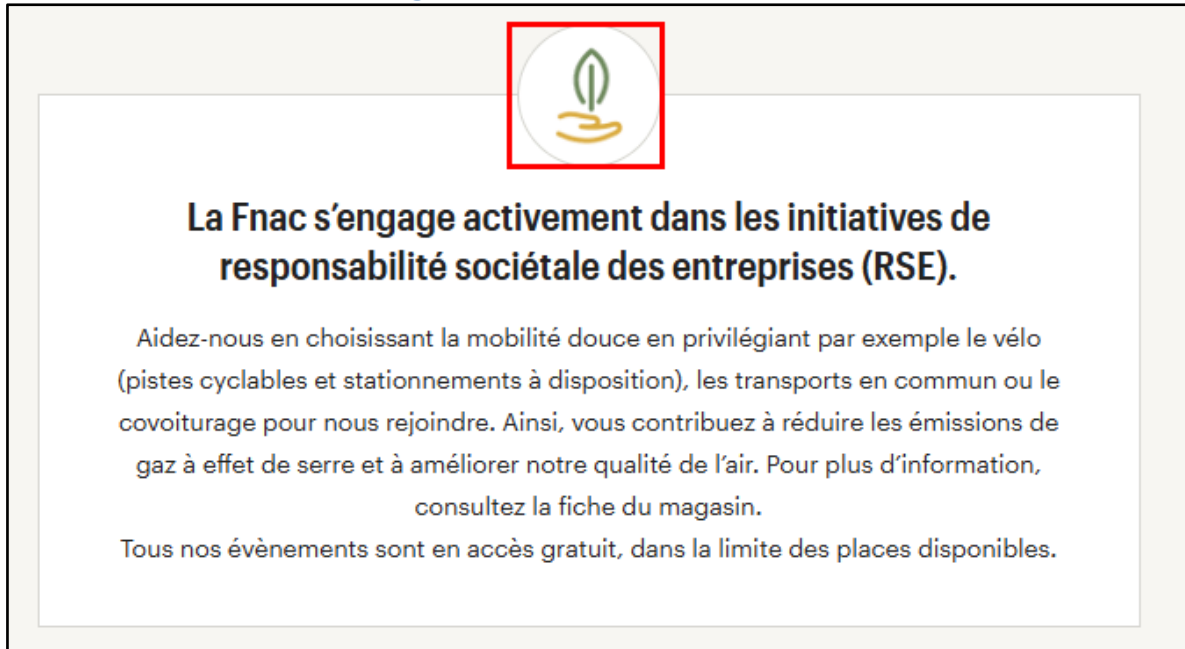 La Fnac s’engage activement dans les initiatives de
responsabilité sociétale des entreprises (RSE).
Aidez-nous en choisissant la mobilité douce en privilégiant par exemple le vélo
(pistes cyclables et stationnements à disposition), les transports en commun ou le
covoiturage pour nous rejoindre. Ainsi, vous contribuez à réduire les émissions de
gaz à effet de serre et à améliorer notre qualité de l’air. Pour plus d’information,
consultez la fiche du magasin.
Tous nos évènements sont en accès gratuit, dans la limite des places disponibles.